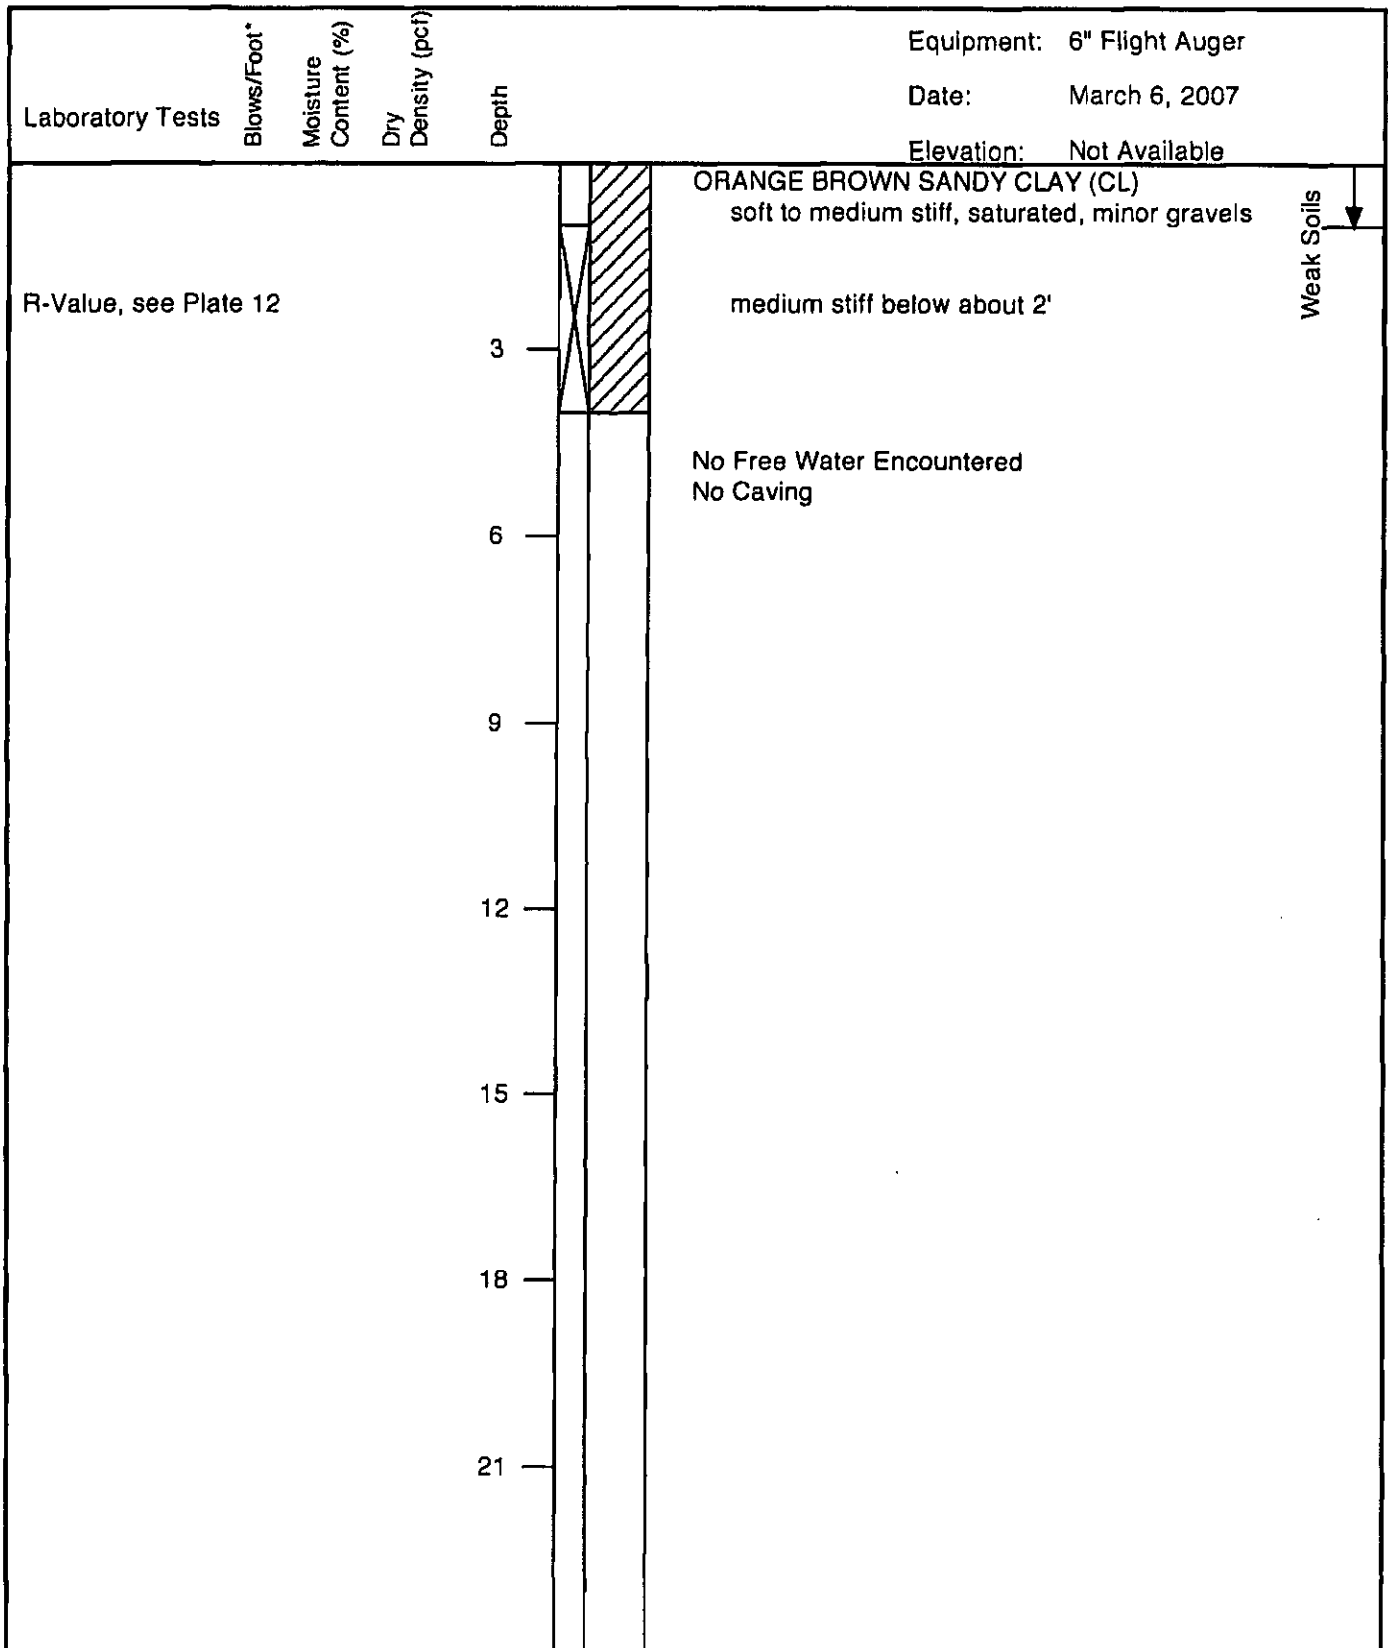 Laboratory Tests
Blows/Foot*
Moisture
Content (%)
Dry
Density (pcf)
Depth
Equipment: 6" Flight Auger
Date: March 6, 2007
Elevation: Not Available
ORANGE BROWN SANDY CLAY (CL)
soft to medium stiff, saturated, minor gravels
Weak Soils
R-Value, see Plate 12
medium stiff below about 2'
3
No Free Water Encountered
No Caving
6
9
12
15
18
21